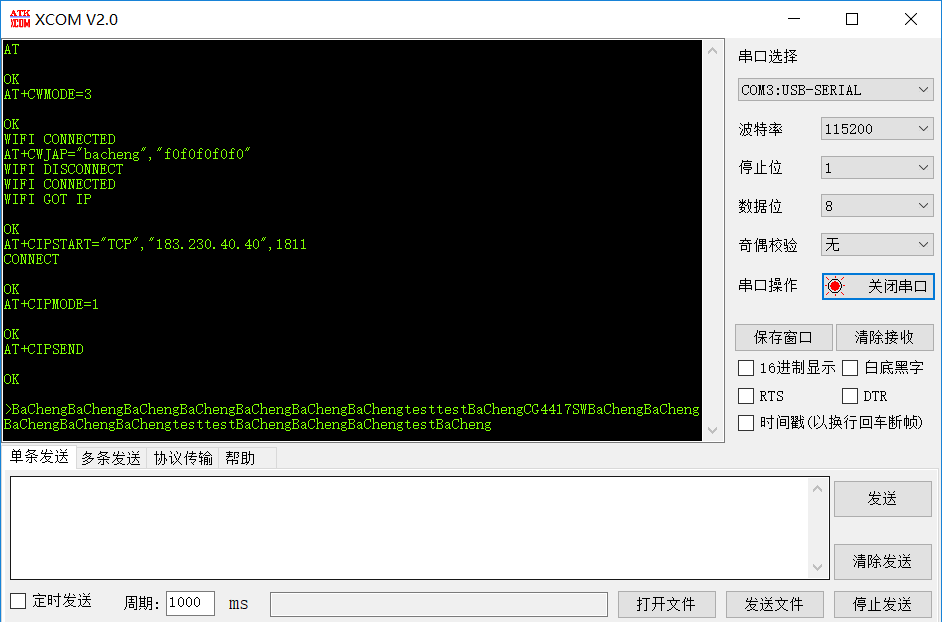 ATK XCOM XCOM V2.0
AT
OK
AT+CWMODE=3
OK
WIFI CONNECTED
AT+CWJAP="bacheng","f0f0f0f0f0"
WIFI DISCONNECT
WIFI CONNECTED
WIFI GOT IP
OK
AT+CIPSTART="TCP","183.230.40.40",1811
CONNECT
OK
AT+CIPMODE=1
OK
AT+CIPSEND
OK
>BaChengBaChengBaChengBaChengBaChengBaChengBaChengtesttestBaChengCG4417SWBaChengBaCheng
BaChengBaChengBaChengtesttestBaChengBaChengBaChengtestBaCheng
串口选择
COM3:USB-SERIAL
波特率 115200
停止位 1
数据位 8
奇偶校验 无
串口操作 关闭串口
保存窗口 清除接收
16进制显示 白底黑字
RTS DTR
时间戳(以换行回车断帧)
单条发送 多条发送 协议传输 帮助
发送
清除发送
定时发送 周期: 1000 ms 打开文件 发送文件 停止发送